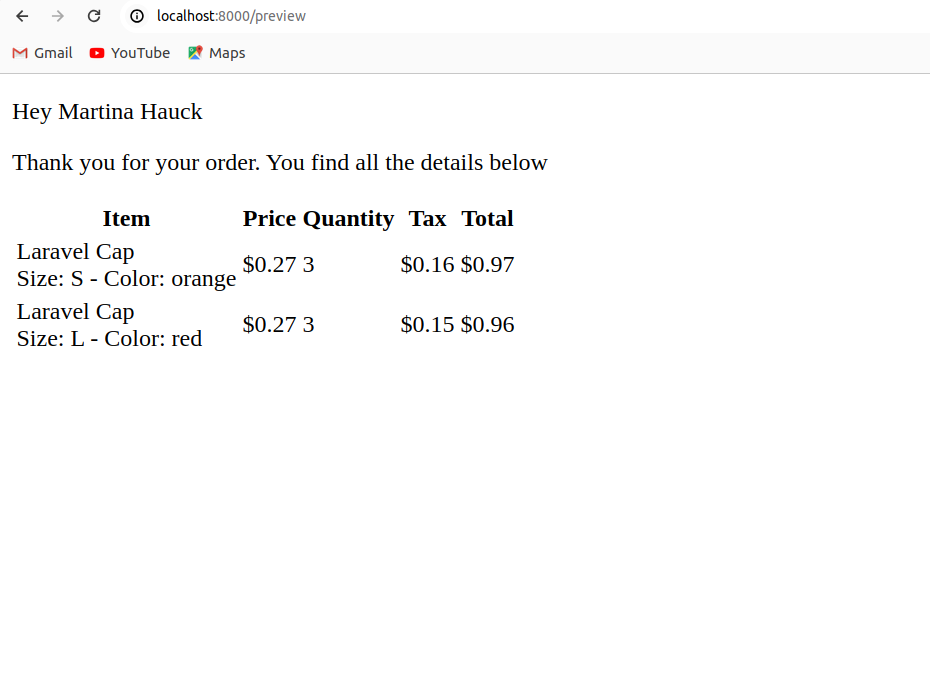 localhost:8000/preview
Gmail YouTube Maps
Hey Martina Hauck
Thank you for your order. You find all the details below
Item Price Quantity Tax Total
Laravel Cap
Size: S - Color: orange $0.27 3 $0.16 $0.97
Laravel Cap
Size: L - Color: red $0.27 3 $0.15 $0.96